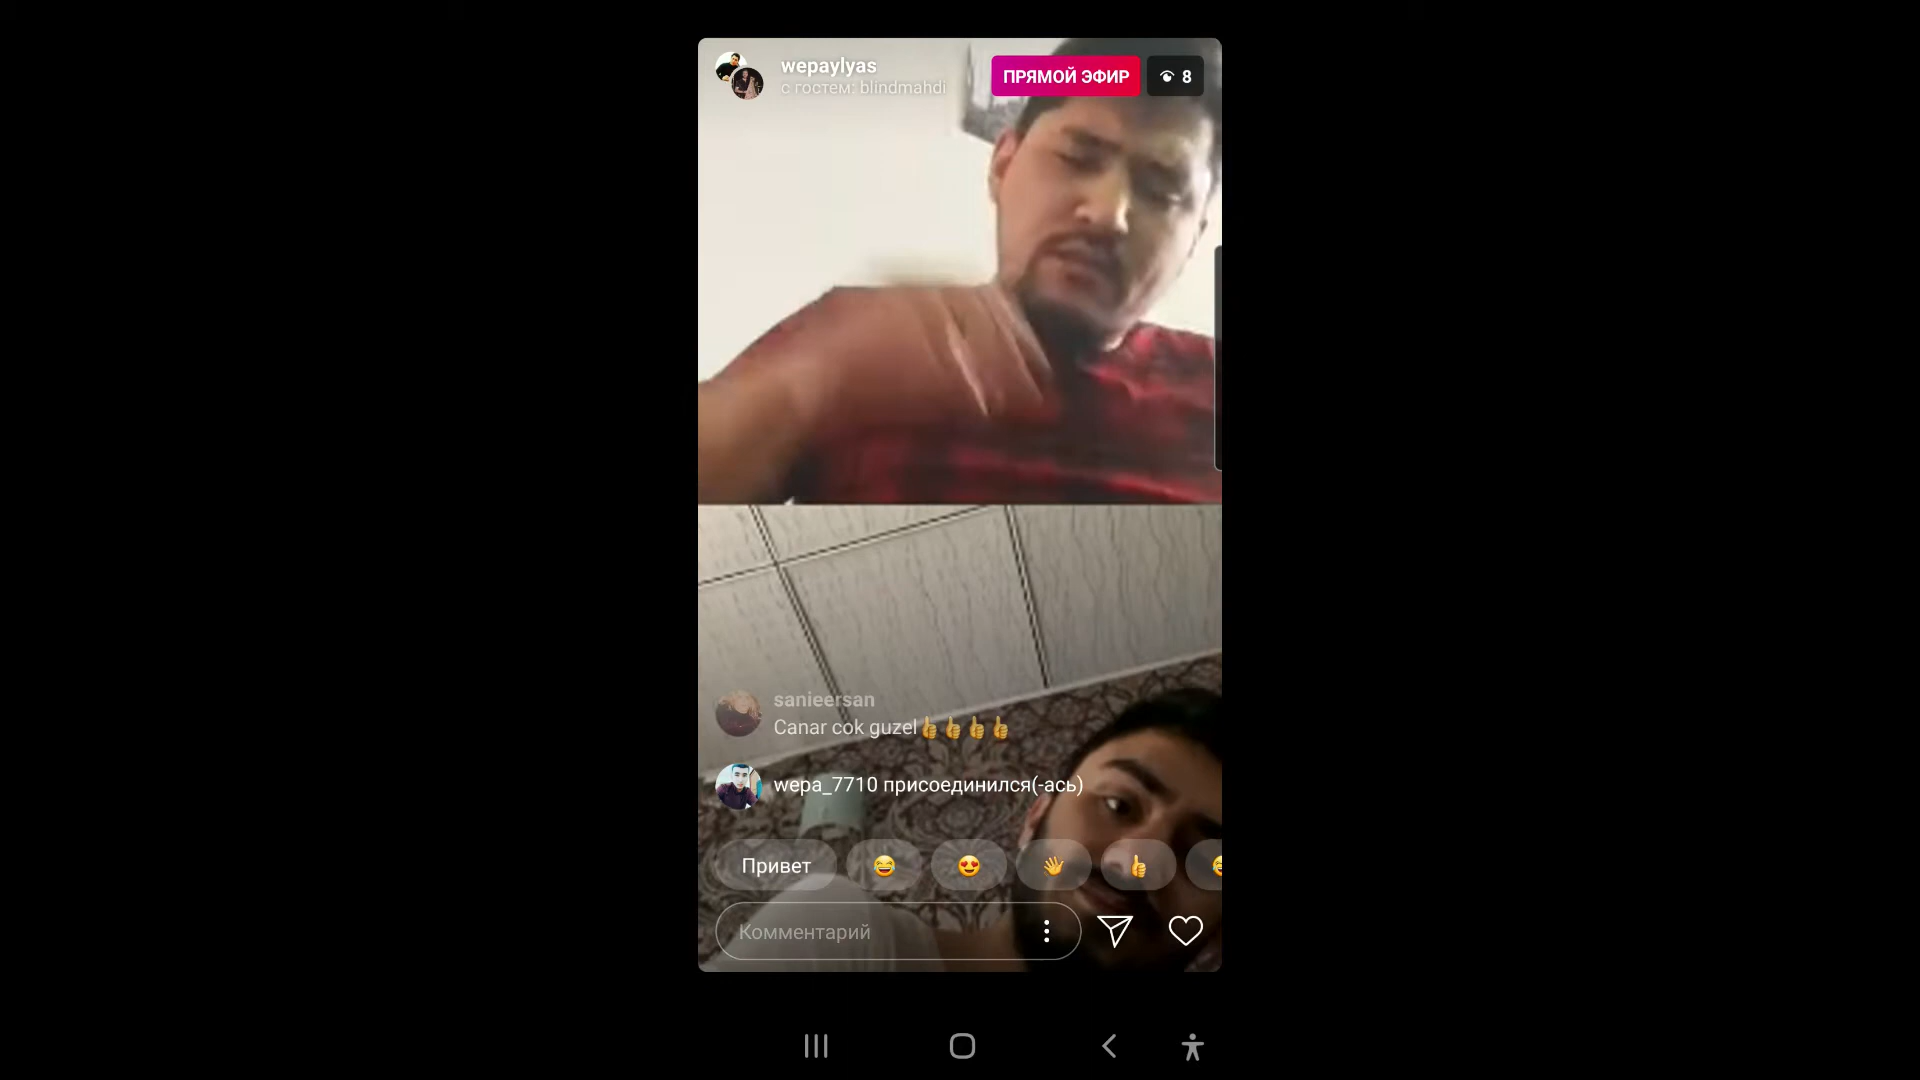 wepaylyas
с гостем: blindmahdi
ПРЯМОЙ ЭФИР
8
sanieersan
Canar cok guzel👍👍👍👍
wepa_7710 присоединился(-ась)
Привет
Комментарий